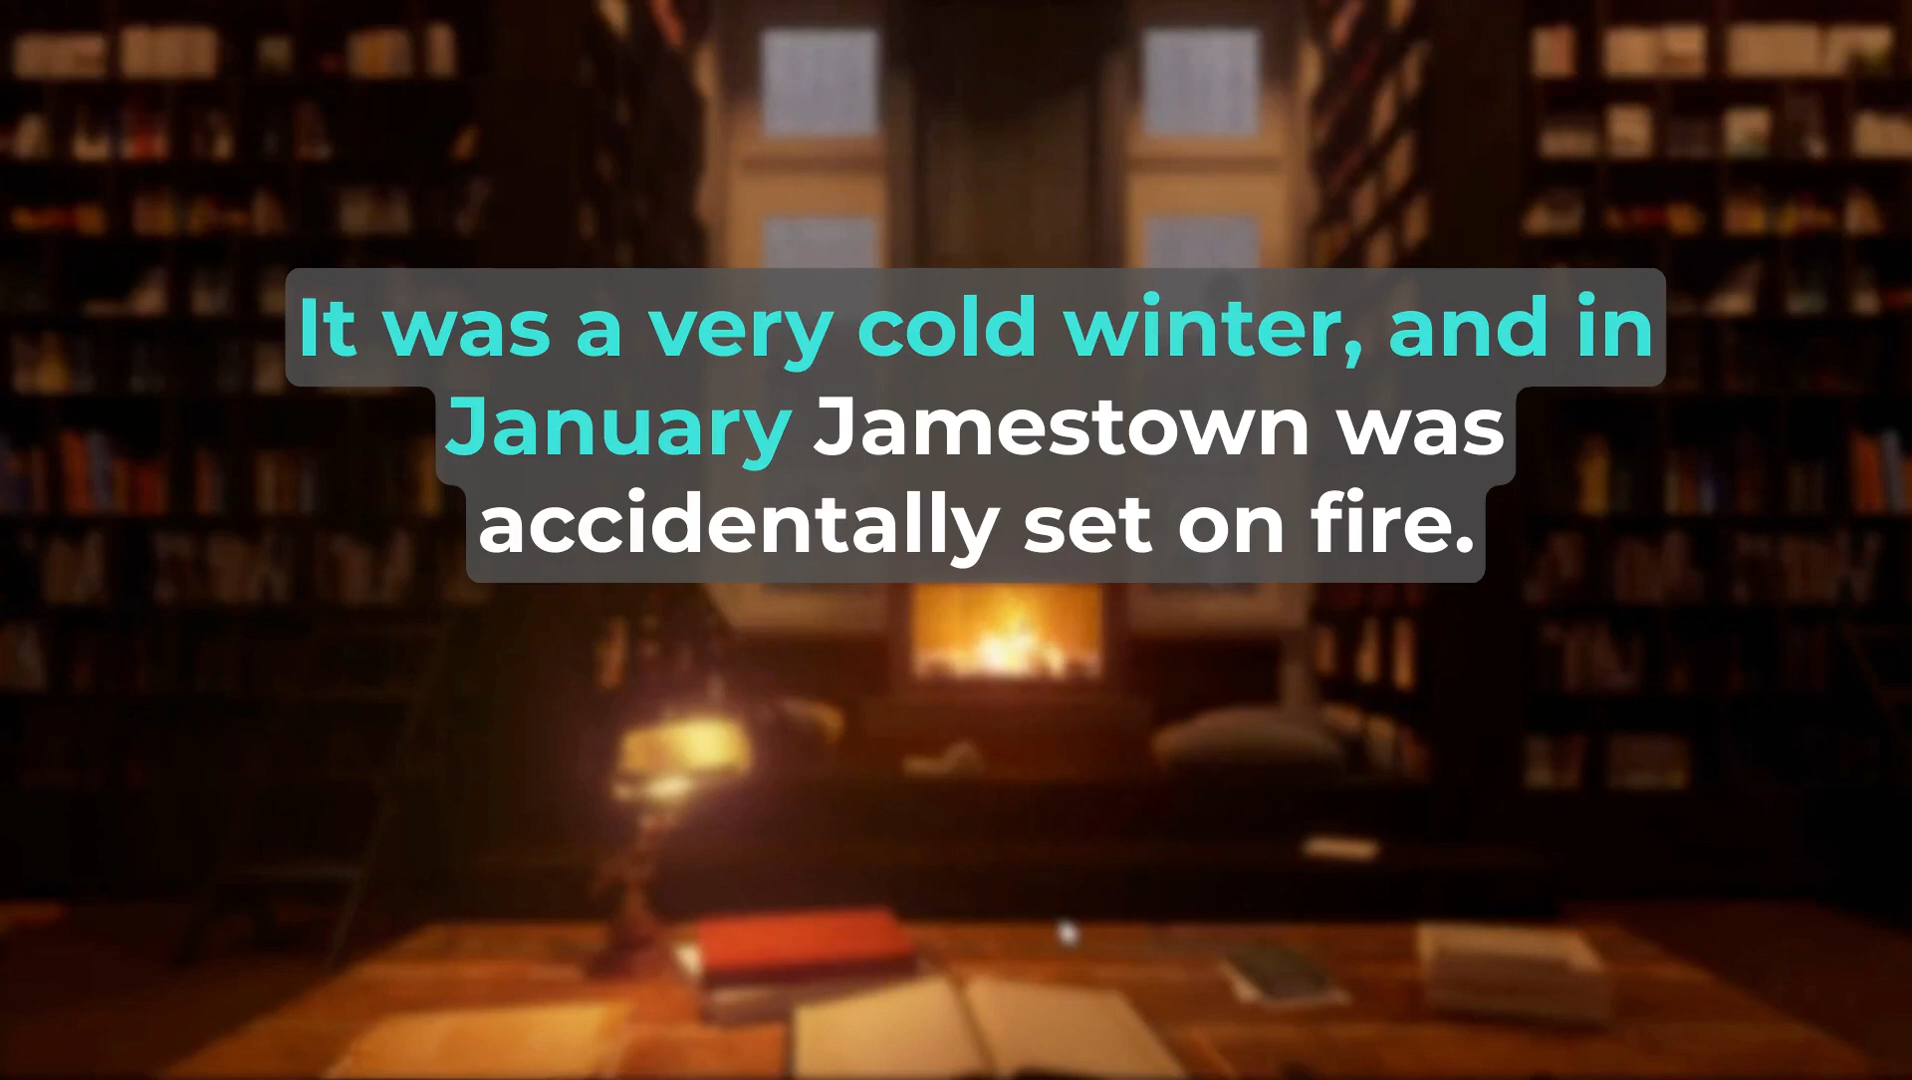 It was a very cold winter, and in
January Jamestown was
accidentally set on fire.